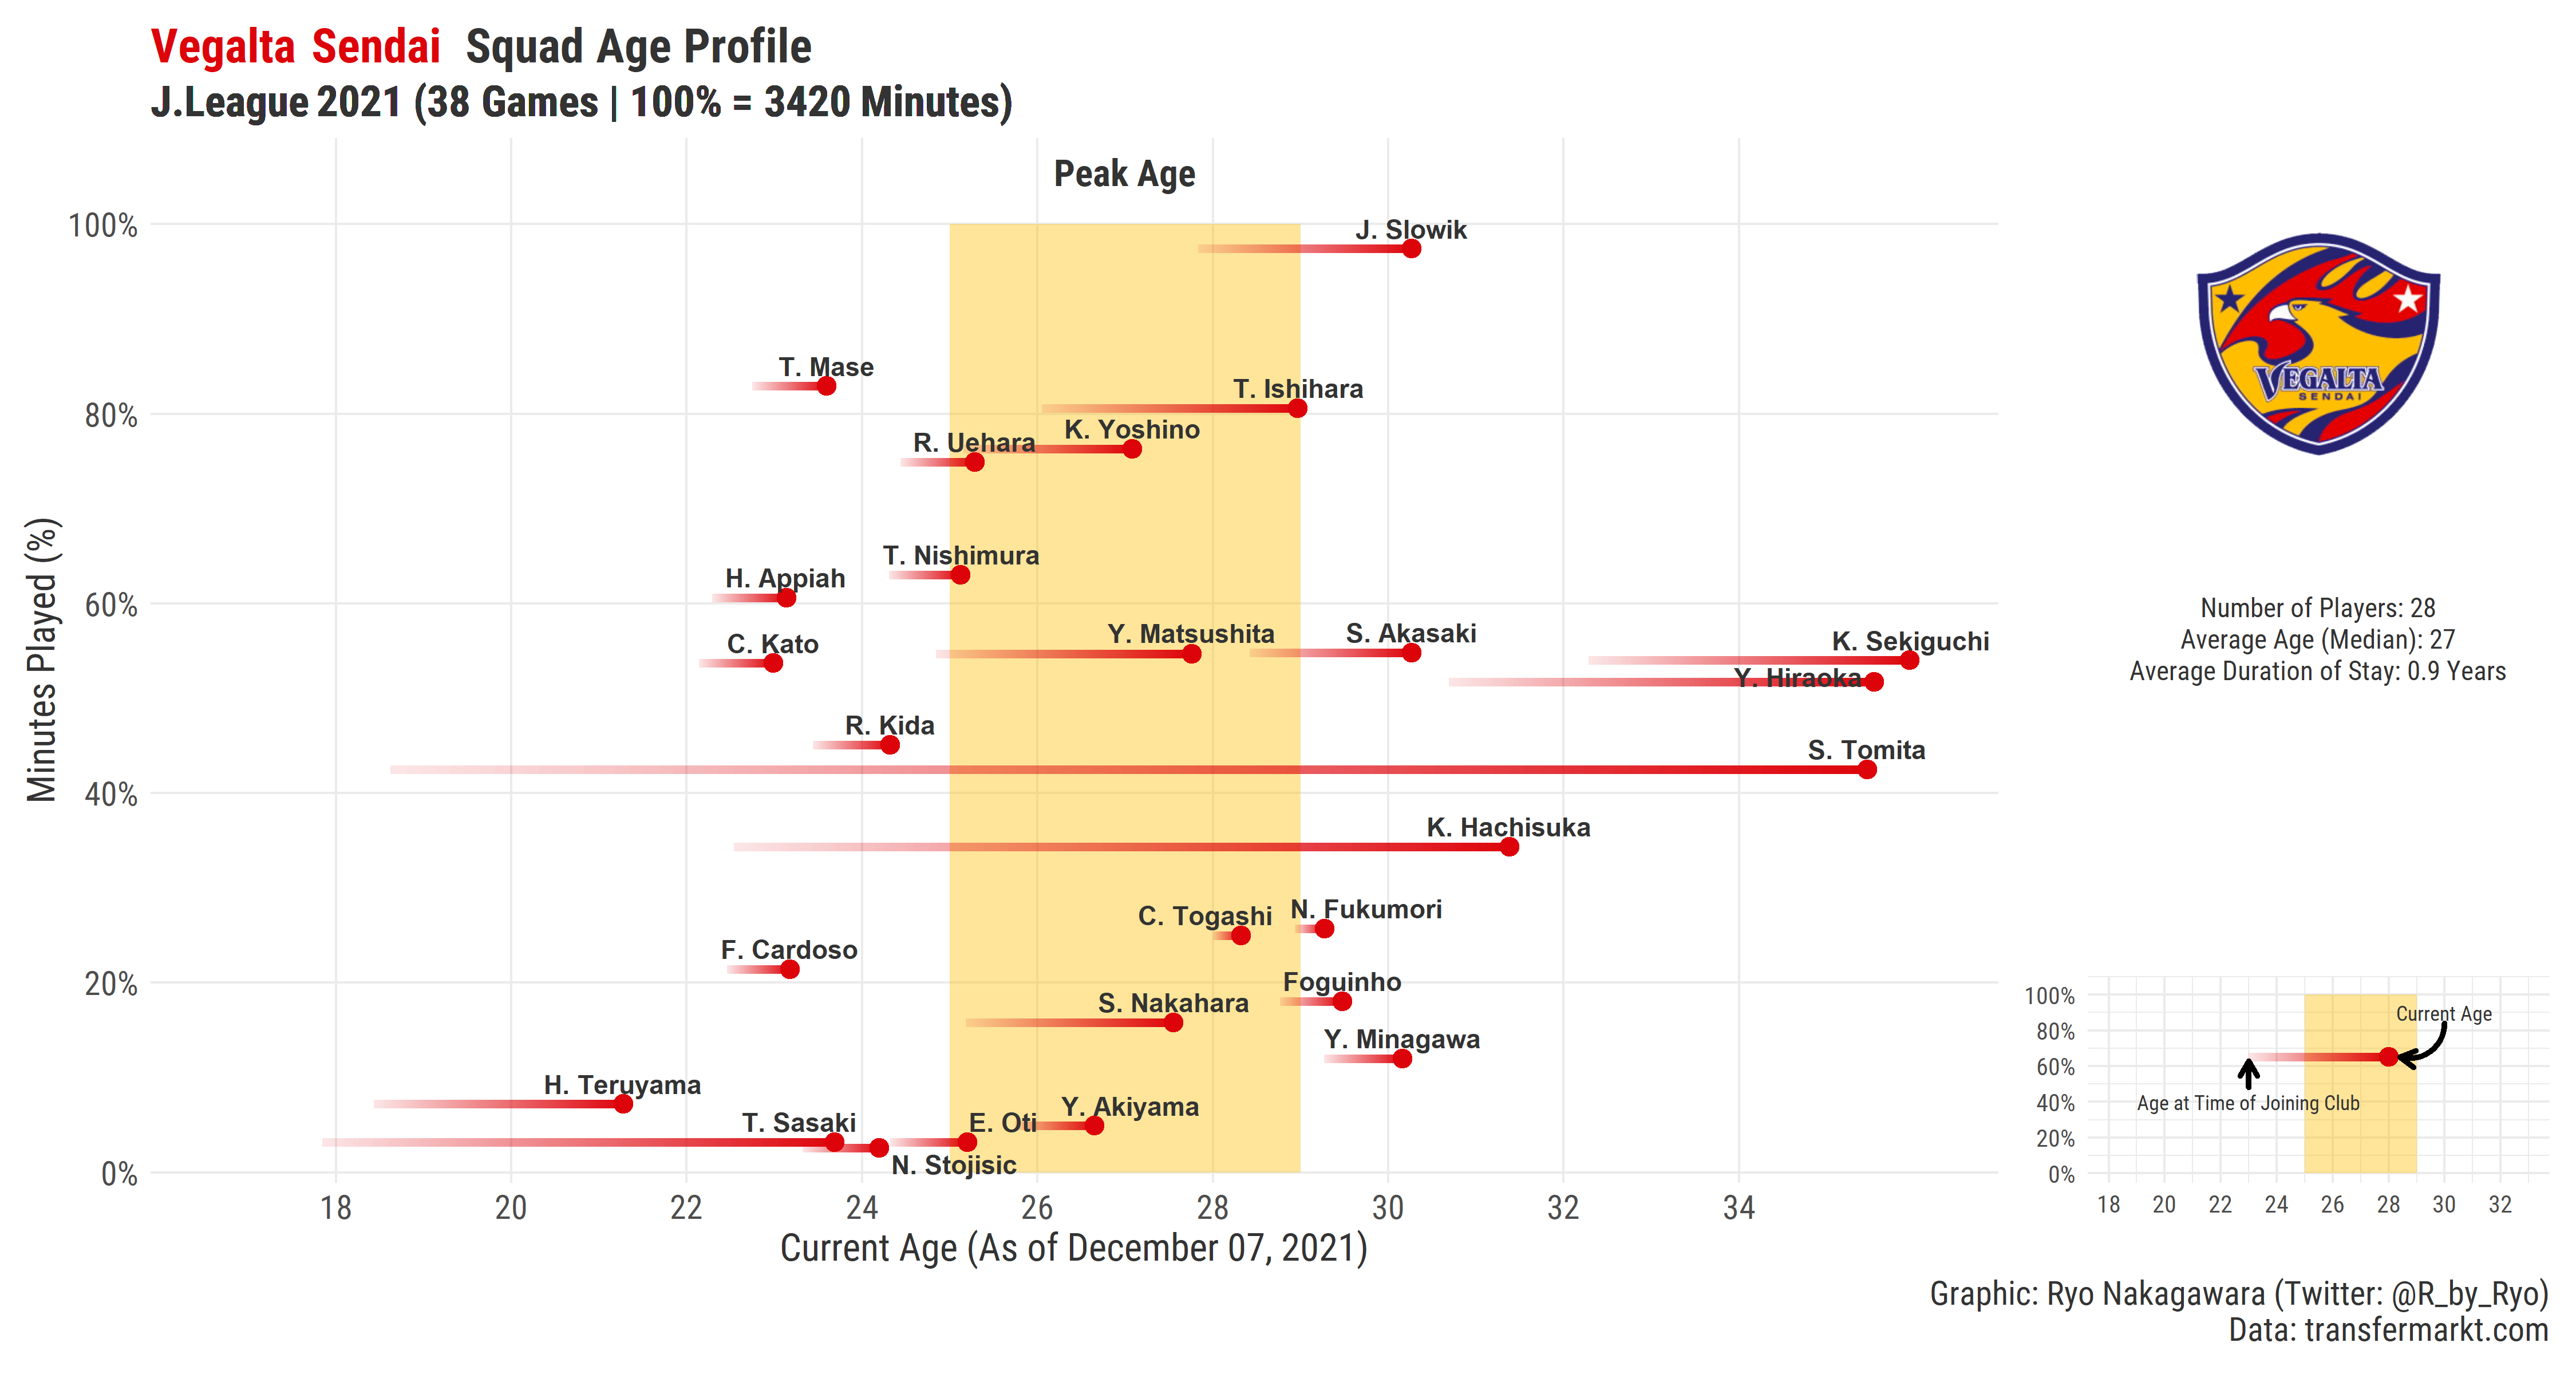 Vegalta Sendai Squad Age Profile
J.League 2021 (38 Games | 100% = 3420 Minutes)
Peak Age
100%
80%
60%
40%
20%
0%
Minutes Played (%)
J. Slowik
T. Mase
T. Ishihara
K. Yoshino
R. Uehara
T. Nishimura
H. Appiah
Y. Matsushita
S. Akasaki
K. Sekiguchi
C. Kato
Y. Hiraoka
R. Kida
S. Tomita
K. Hachisuka
N. Fukumori
C. Togashi
F. Cardoso
Foguinho
S. Nakahara
Y. Minagawa
H. Teruyama
Y. Akiyama
T. Sasaki
E. Oti
N. Stojisic
18 20 22 24 26 28 30 32 34
Current Age (As of December 07, 2021)
VEGALTA
SENDAI
Number of Players: 28
Average Age (Median): 27
Average Duration of Stay: 0.9 Years
100%
80%
60%
40%
20%
0%
Current Age
Age at Time of Joining Club
18 20 22 24 26 28 30 32
Graphic: Ryo Nakagawara (Twitter: @R_by_Ryo)
Data: transfermarkt.com